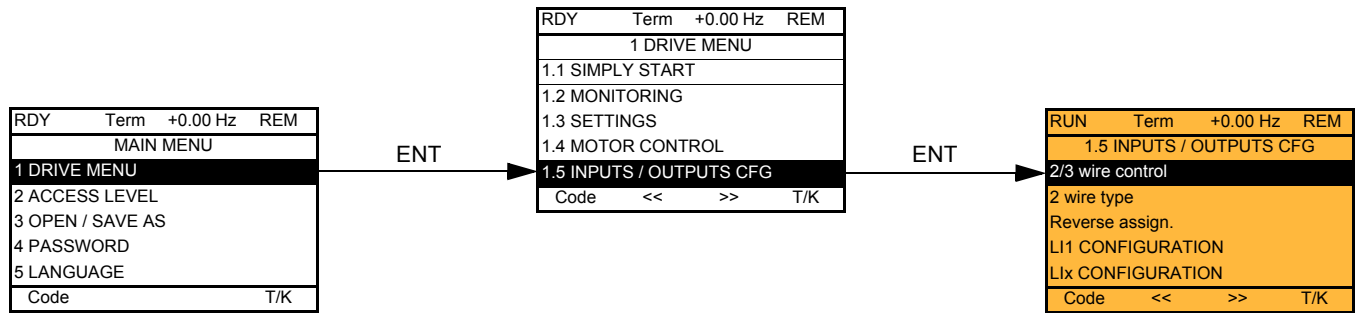 RDY Term +0.00 Hz REM
MAIN MENU
1 DRIVE MENU
2 ACCESS LEVEL
3 OPEN / SAVE AS
4 PASSWORD
5 LANGUAGE
Code T/K
ENT
RDY Term +0.00 Hz REM
1 DRIVE MENU
1.1 SIMPLY START
1.2 MONITORING
1.3 SETTINGS
1.4 MOTOR CONTROL
1.5 INPUTS / OUTPUTS CFG
Code << >> T/K
ENT
RUN Term +0.00 Hz REM
1.5 INPUTS / OUTPUTS CFG
2/3 wire control
2 wire type
Reverse assign.
LI1 CONFIGURATION
LIx CONFIGURATION
Code << >> T/K